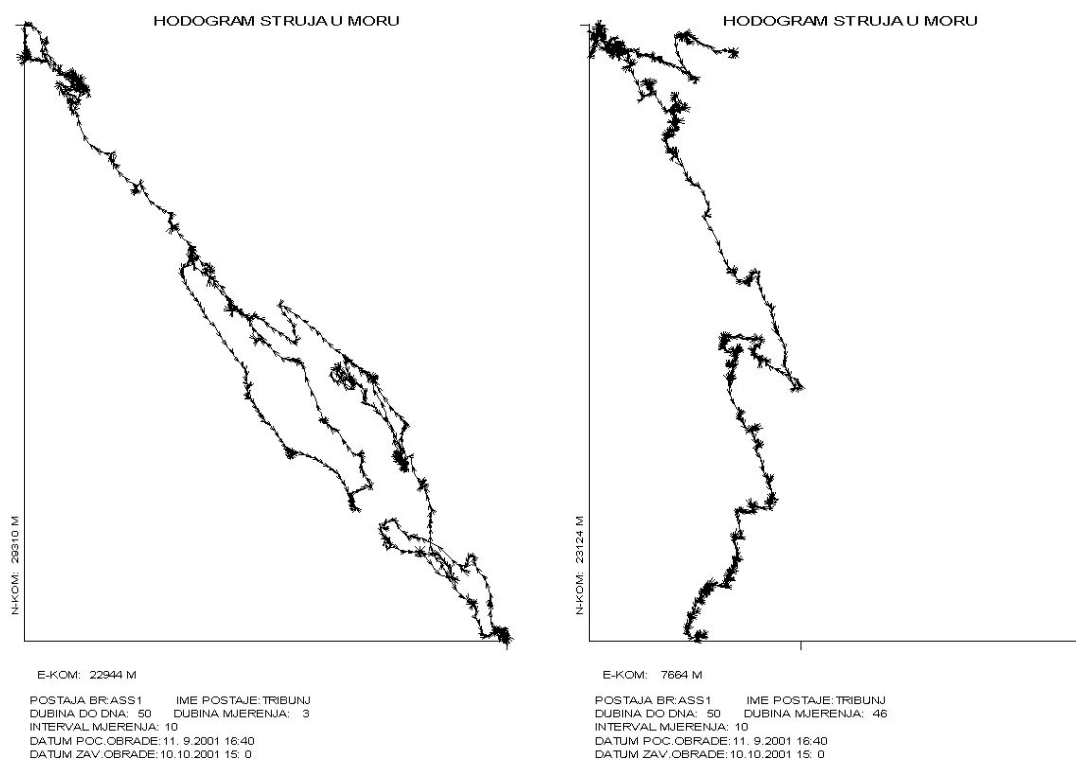 HODOGRAM STRUJA U MORU
N-KOM: 29310 M
E-KOM: 22944 M
POSTAJA BR:ASS1 IME POSTAJE:TRIBUNJ
DUBINA DO DNA: 50 DUBINA MJERENJA: 3
INTERVAL MJERENJA: 10
DATUM POC.OBRADE:11. 9.2001 16:40
DATUM ZAV.OBRADE:10.10.2001 15: 0
HODOGRAM STRUJA U MORU
N-KOM: 23124 M
E-KOM: 7664 M
POSTAJA BR:ASS1 IME POSTAJE:TRIBUNJ
DUBINA DO DNA: 50 DUBINA MJERENJA: 46
INTERVAL MJERENJA: 10
DATUM POC.OBRADE:11. 9.2001 16:40
DATUM ZAV.OBRADE:10.10.2001 15: 0